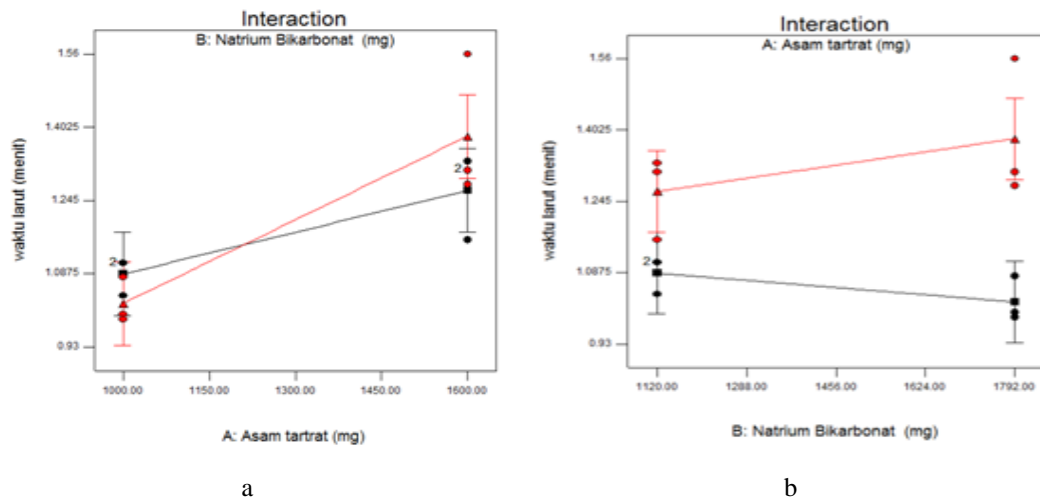 Interaction
B: Natrium Bikarbonat (mg)
1.56
1.4025
1.245
1.0875
0.93
waktu larut (menit)
2
2
1000.00 1150.00 1300.00 1450.00 1600.00
A: Asam tartrat (mg)
a
Interaction
A: Asam tartrat (mg)
1.56
1.4025
1.245
1.0875
0.93
waktu larut (menit)
2
1120.00 1288.00 1456.00 1624.00 1792.00
B: Natrium Bikarbonat (mg)
b